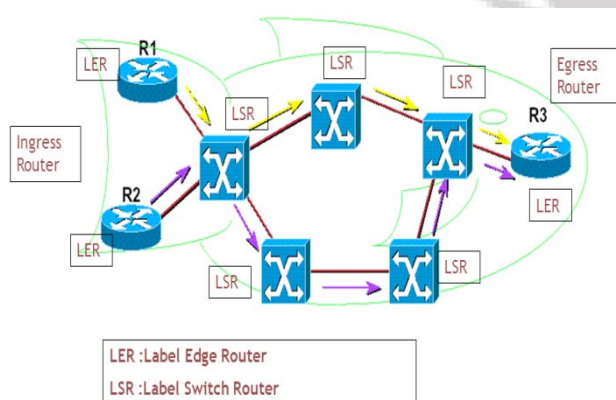 R1
LER
LSR
LSR
LSR
Egress
Router
R3
Ingress
Router
R2
LER
LER
LSR
LSR
LER :Label Edge Router
LSR :Label Switch Router